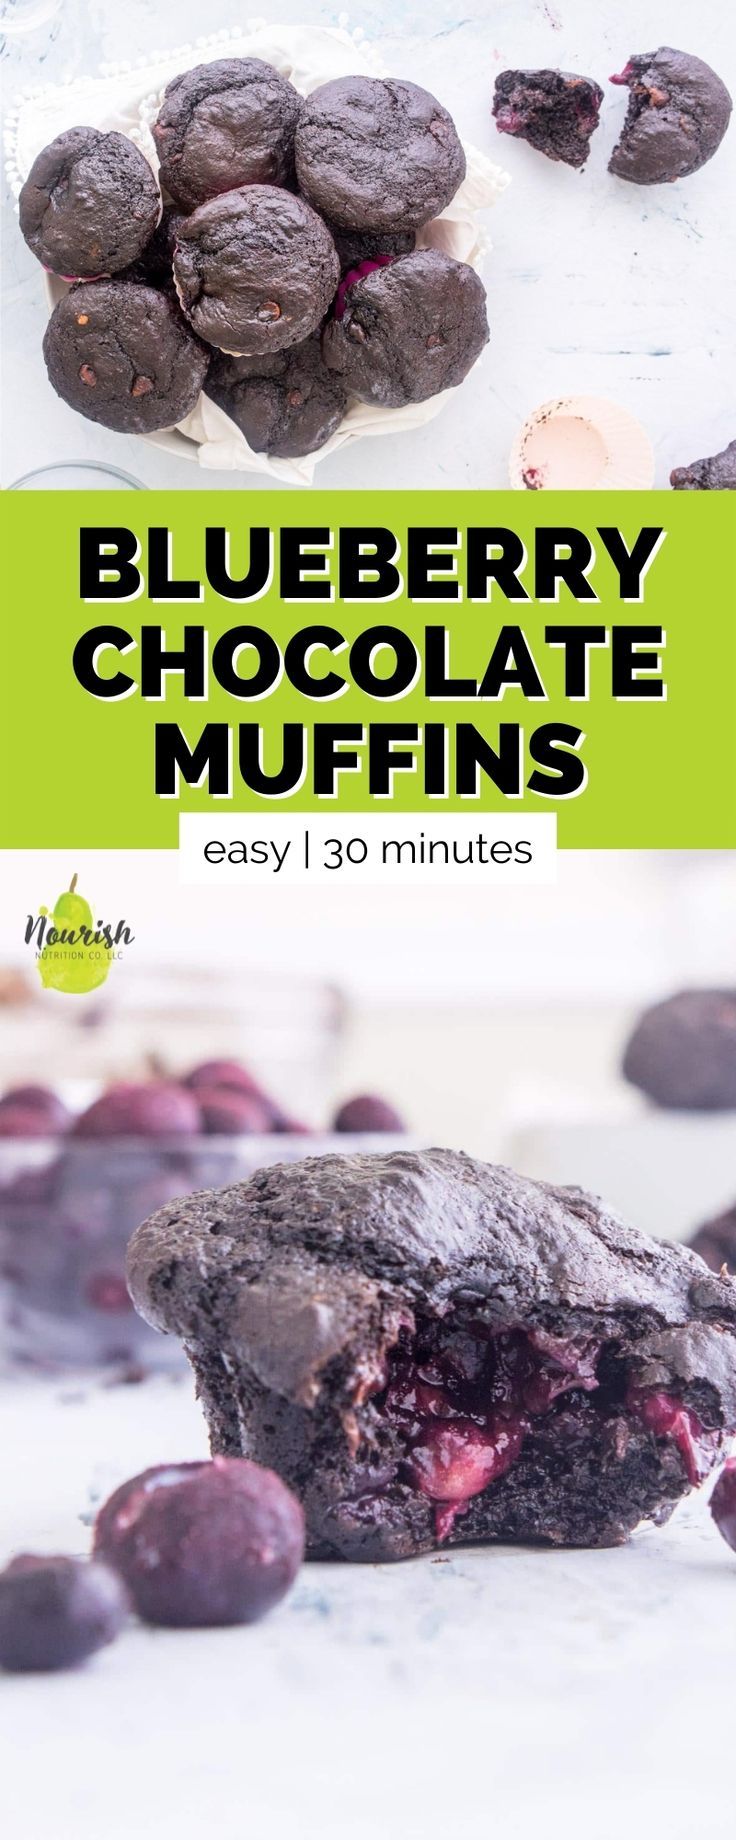 BLUEBERRY
CHOCOLATE
MUFFINS
easy | 30 minutes
Nourish
NUTRITION CO. LLC